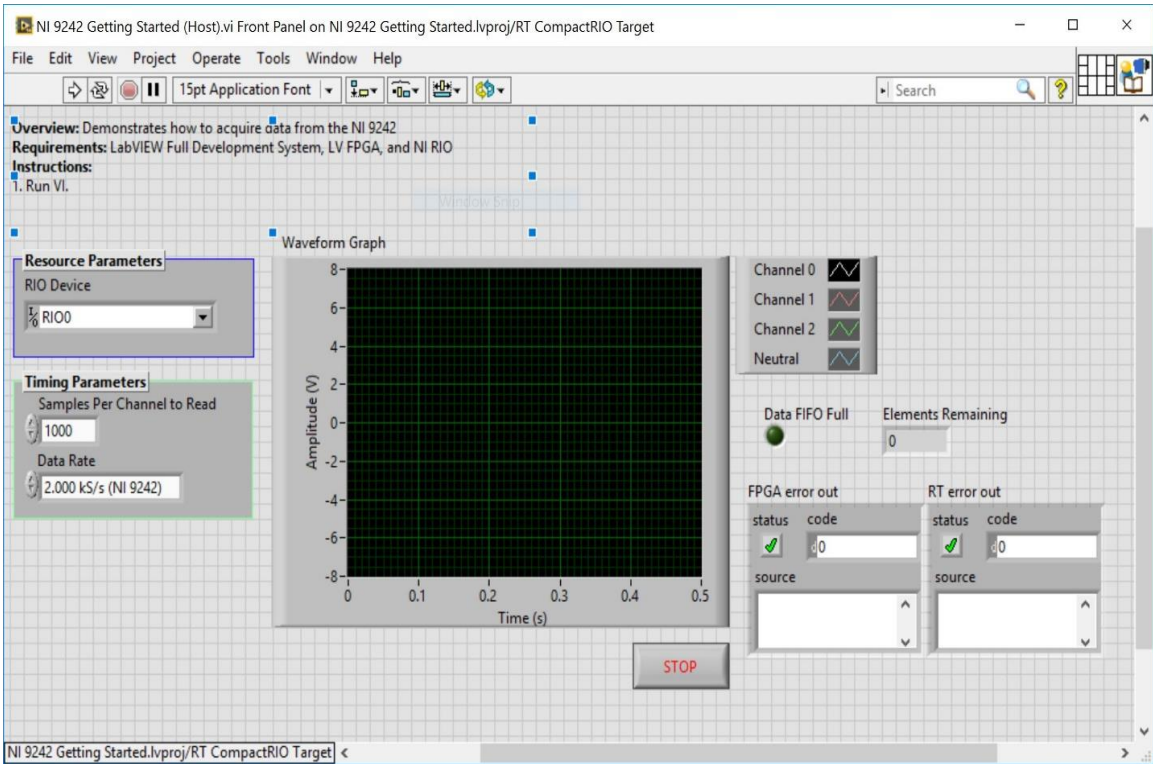 NI 9242 Getting Started (Host).vi Front Panel on NI 9242 Getting Started.lvproj/RT CompactRIO Target
File Edit View Project Operate Tools Window Help
15pt Application Font
Search
Overview: Demonstrates how to acquire data from the NI 9242
Requirements: LabVIEW Full Development System, LV FPGA, and NI RIO
Instructions:
1. Run VI.
Window Snip
Resource Parameters
RIO Device
RIO0
Timing Parameters
Samples Per Channel to Read
1000
Data Rate
2.000 kS/s (NI 9242)
Waveform Graph
Amplitude (V)
8
6
4
2
0
-2
-4
-6
-8
0 0.1 0.2 0.3 0.4 0.5
Time (s)
Channel 0
Channel 1
Channel 2
Neutral
Data FIFO Full Elements Remaining
0
FPGA error out RT error out
status code status code
d0 d0
source source
STOP
NI 9242 Getting Started.lvproj/RT CompactRIO Target